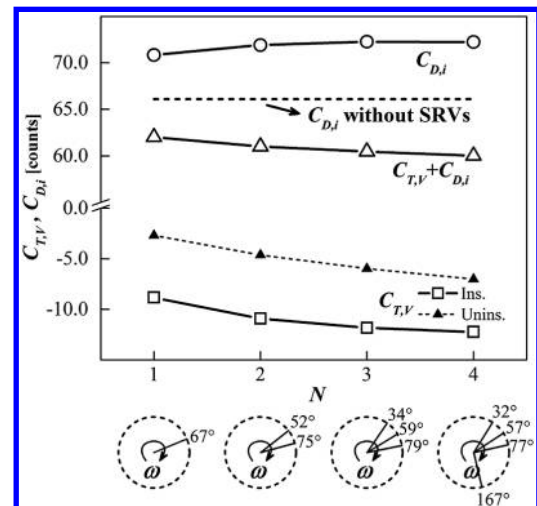 70.0
65.0
60.0
0.0
-5.0
-10.0
C_{T,V}, C_{D,i} [counts]
C_{D,i}
C_{D,i} without SRVs
C_{T,V}+C_{D,i}
C_{T,V}
Ins.
Unins.
1 2 3 4
N
67°
ω
52°
75°
ω
34°
59°
79°
ω
32°
57°
77°
167°
ω